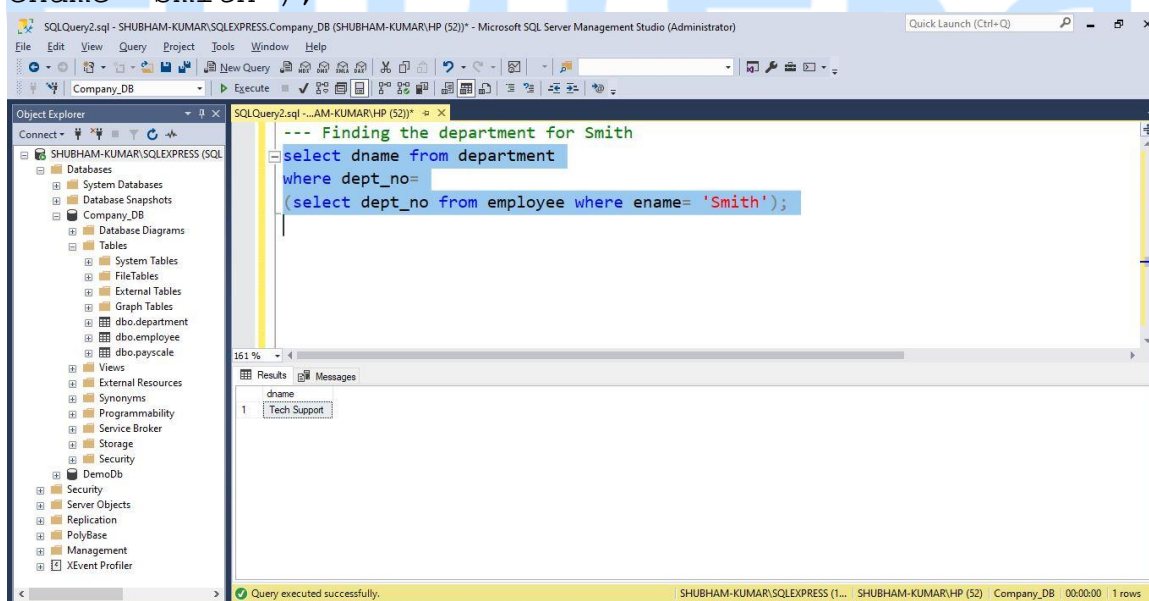 SQLQuery2.sql - SHUBHAM-KUMAR\SQLEXPRESS.Company_DB (SHUBHAM-KUMAR\HP (52))* - Microsoft SQL Server Management Studio (Administrator)
Quick Launch (Ctrl+Q)
File Edit View Query Project Tools Window Help
New Query
Company_DB
Execute
Object Explorer
SQLQuery2.sql -...AM-KUMAR\HP (52))*
Connect
SHUBHAM-KUMAR\SQLEXPRESS (SQL
Databases
System Databases
Database Snapshots
Company_DB
Database Diagrams
Tables
System Tables
FileTables
External Tables
Graph Tables
dbo.department
dbo.employee
dbo.payscale
Views
External Resources
Synonyms
Programmability
Service Broker
Storage
Security
DemoDb
Security
Server Objects
Replication
PolyBase
Management
XEvent Profiler
--- Finding the department for Smith
select dname from department
where dept_no=
(select dept_no from employee where ename= 'Smith');
161 %
Results Messages
dname
1 Tech Support
Query executed successfully.
SHUBHAM-KUMAR\SQLEXPRESS (1... SHUBHAM-KUMAR\HP (52) Company_DB 00:00:00 1 rows